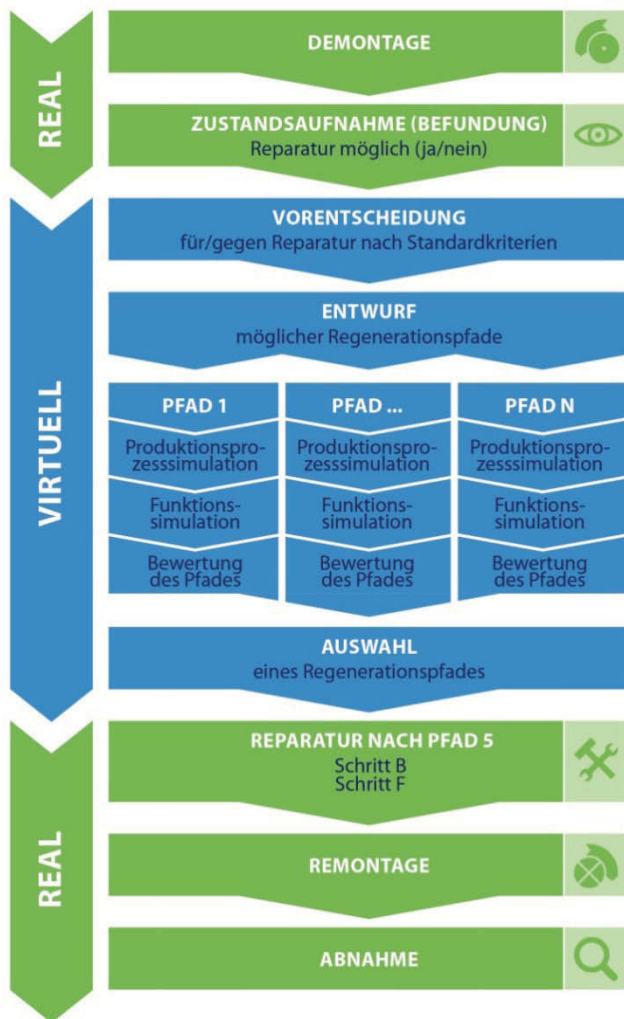 REAL
DEMONTAGE
ZUSTANDSAUFNAHME (BEFUNDUNG)
Reparatur möglich (ja/nein)
VIRTUELL
VORENTSCHEIDUNG
für/gegen Reparatur nach Standardkriterien
ENTWURF
möglicher Regenerationspfade
PFAD 1
Produktionspro-
zesssimulation
Funktions-
simulation
Bewertung
des Pfades
PFAD ...
Produktionspro-
zesssimulation
Funktions-
simulation
Bewertung
des Pfades
PFAD N
Produktionspro-
zesssimulation
Funktions-
simulation
Bewertung
des Pfades
AUSWAHL
eines Regenerationspfades
REAL
REPARATUR NACH PFAD 5
Schritt B
Schritt F
REMONTAGE
ABNAHME